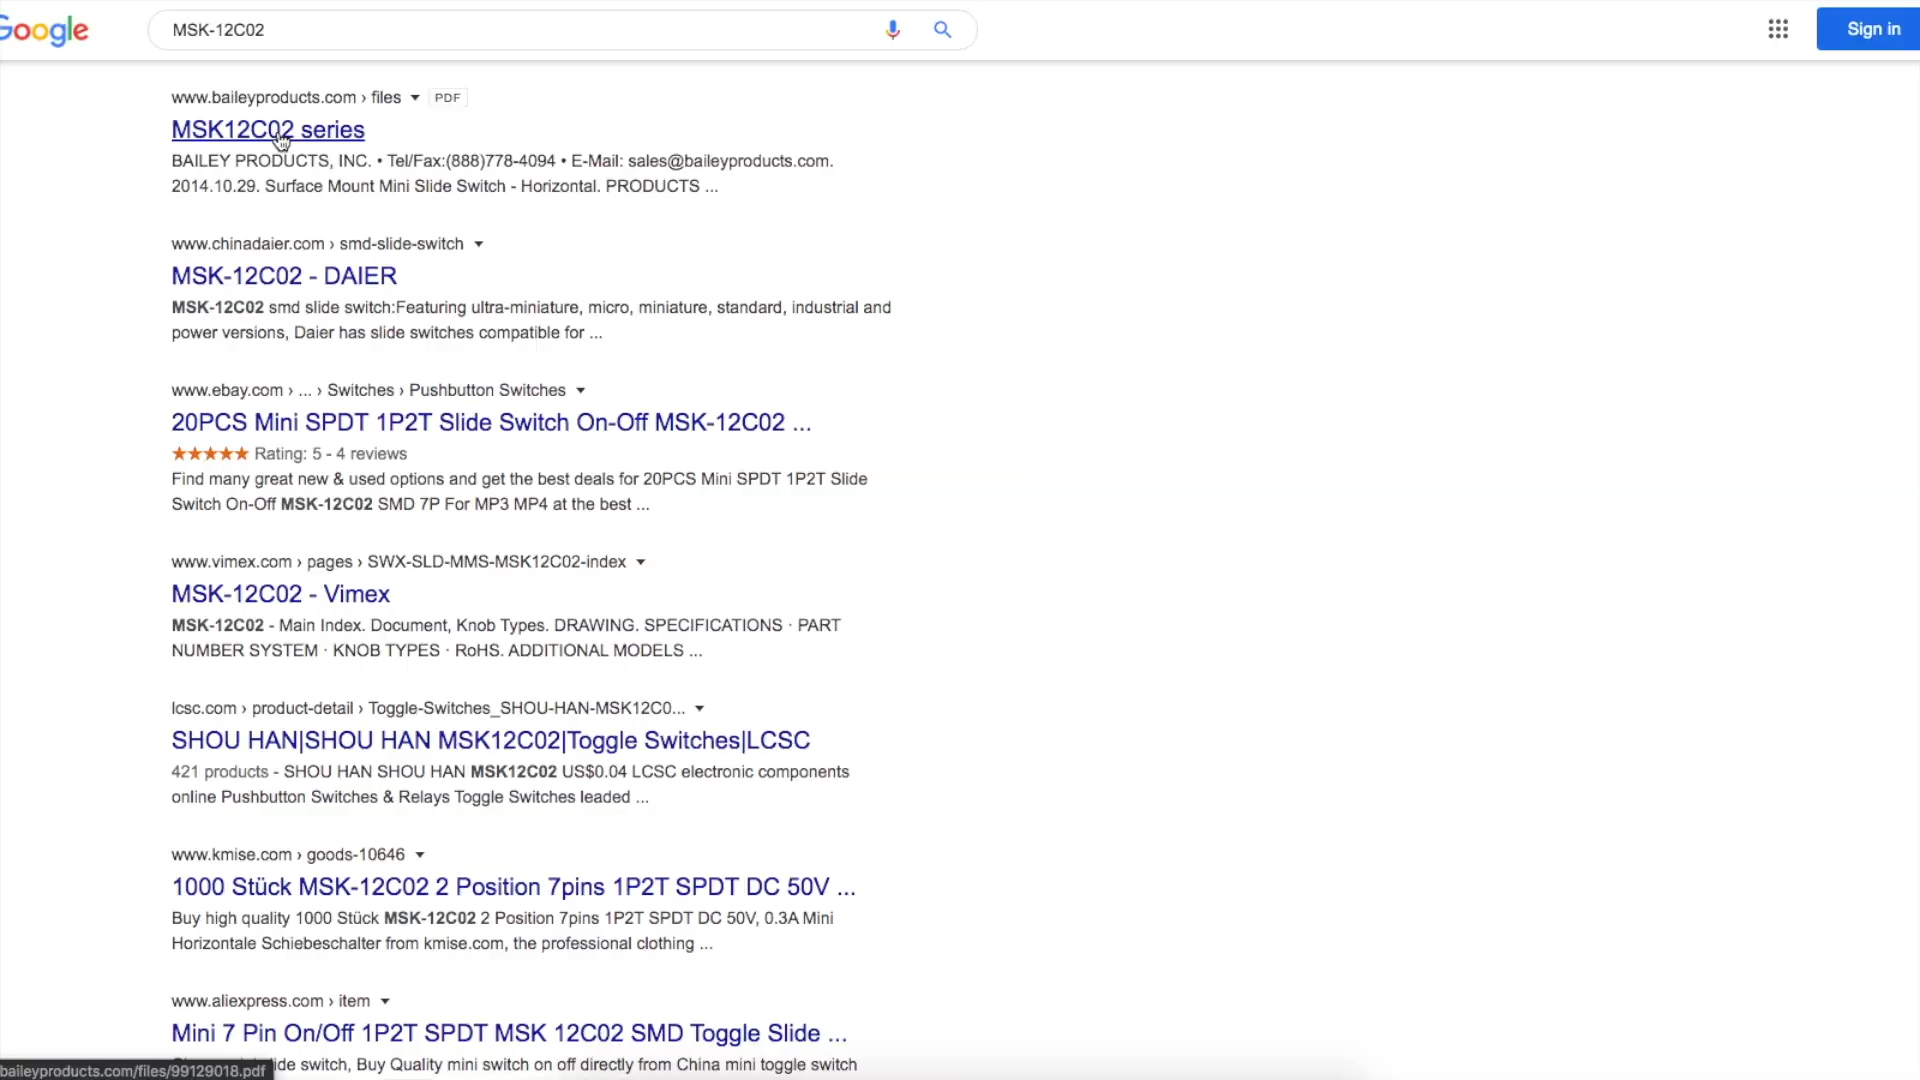 Google
MSK-12C02
Sign in
www.baileyproducts.com › files PDF
MSK12C02 series
BAILEY PRODUCTS, INC. • Tel/Fax:(888)778-4094 • E-Mail: sales@baileyproducts.com.
2014.10.29. Surface Mount Mini Slide Switch - Horizontal. PRODUCTS ...
www.chinadaier.com › smd-slide-switch
MSK-12C02 - DAIER
MSK-12C02 smd slide switch:Featuring ultra-miniature, micro, miniature, standard, industrial and
power versions, Daier has slide switches compatible for ...
www.ebay.com › ... › Switches › Pushbutton Switches
20PCS Mini SPDT 1P2T Slide Switch On-Off MSK-12C02 ...
★★★★★ Rating: 5 - 4 reviews
Find many great new & used options and get the best deals for 20PCS Mini SPDT 1P2T Slide
Switch On-Off MSK-12C02 SMD 7P For MP3 MP4 at the best ...
www.vimex.com › pages › SWX-SLD-MMS-MSK12C02-index
MSK-12C02 - Vimex
MSK-12C02 - Main Index. Document, Knob Types. DRAWING. SPECIFICATIONS · PART
NUMBER SYSTEM · KNOB TYPES · RoHS. ADDITIONAL MODELS ...
lcsc.com › product-detail › Toggle-Switches_SHOU-HAN-MSK12C0...
SHOU HAN|SHOU HAN MSK12C02|Toggle Switches|LCSC
421 products - SHOU HAN SHOU HAN MSK12C02 US$0.04 LCSC electronic components
online Pushbutton Switches & Relays Toggle Switches leaded ...
www.kmise.com › goods-10646
1000 Stück MSK-12C02 2 Position 7pins 1P2T SPDT DC 50V ...
Buy high quality 1000 Stück MSK-12C02 2 Position 7pins 1P2T SPDT DC 50V, 0.3A Mini
Horizontale Schiebeschalter from kmise.com, the professional clothing ...
www.aliexpress.com › item
Mini 7 Pin On/Off 1P2T SPDT MSK 12C02 SMD Toggle Slide ...
switch, Buy Quality mini switch on off directly from China mini toggle switch
baileyproducts.com/files/99129018.pdf